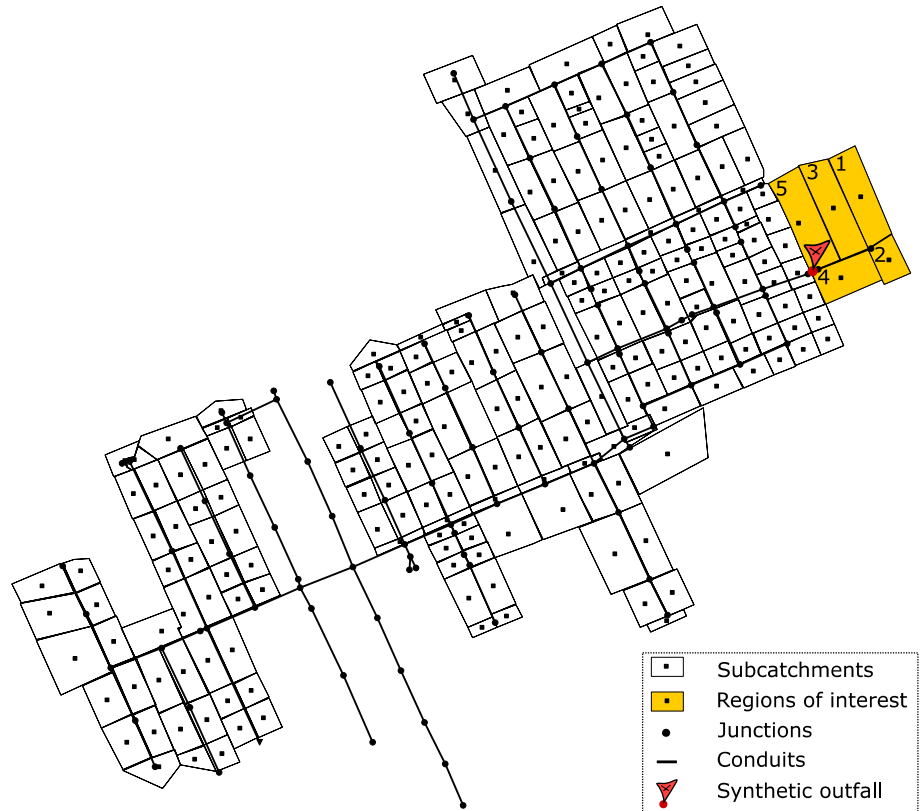 1
3
5
2
4
Subcatchments
Regions of interest
Junctions
Conduits
Synthetic outfall